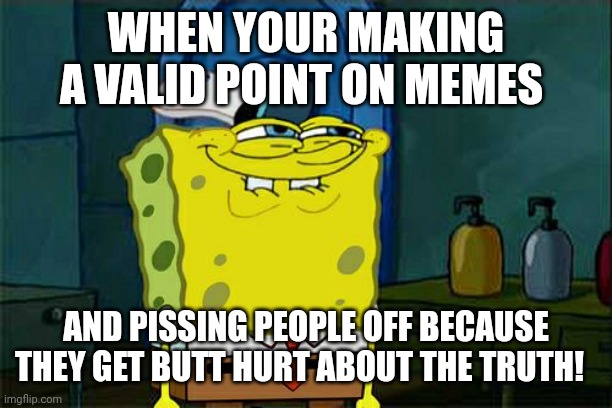 WHEN YOUR MAKING
A VALID POINT ON MEMES
AND PISSING PEOPLE OFF BECAUSE
THEY GET BUTT HURT ABOUT THE TRUTH!
imgflip.com